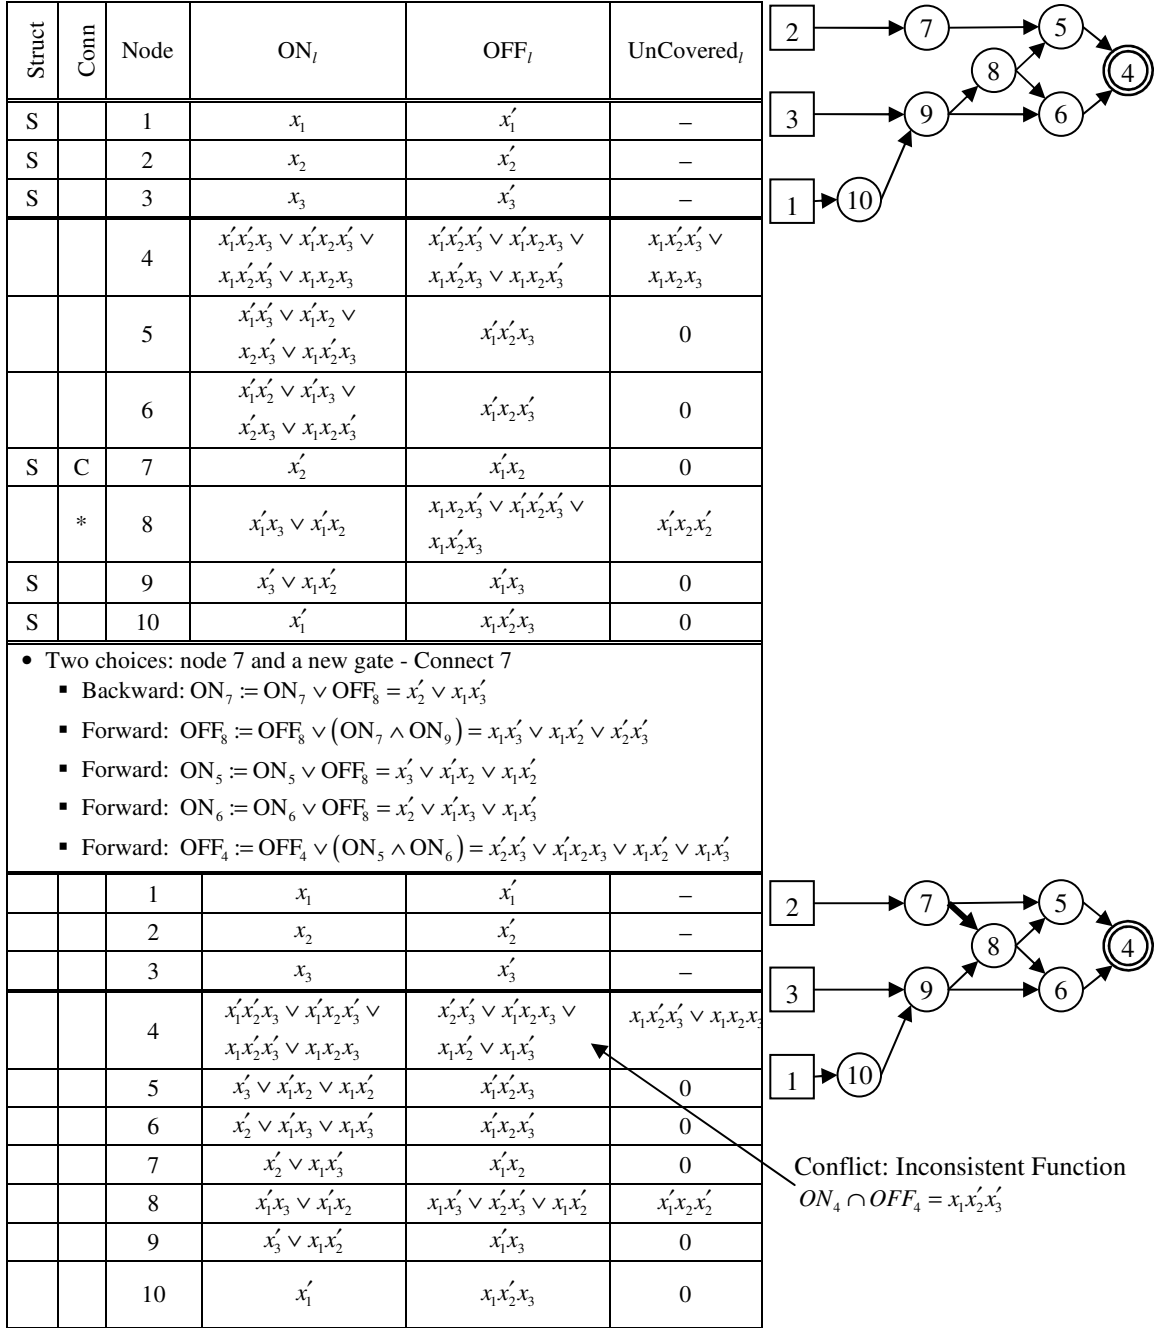 Struct Conn Node ONₗ OFFₗ UnCoveredₗ
S 1 x₁ x₁′ –
S 2 x₂ x₂′ –
S 3 x₃ x₃′ –
4 x₁′x₂′x₃ ∨ x₁′x₂x₃′ ∨ x₁′x₂′x₃′ ∨ x₁′x₂x₃ ∨ x₁x₂′x₃′ ∨
x₁x₂′x₃′ ∨ x₁x₂x₃ x₁x₂′x₃ ∨ x₁x₂x₃′ x₁x₂x₃
5 x₁′x₃′ ∨ x₁′x₂ ∨ x₁′x₂′x₃ 0
x₂x₃′ ∨ x₁x₂′x₃
6 x₁′x₂′ ∨ x₁′x₃ ∨ x₁′x₂x₃′ 0
x₂′x₃ ∨ x₁x₂x₃′
S C 7 x₂′ x₁′x₂ 0
* 8 x₁′x₃ ∨ x₁′x₂ x₁x₂x₃′ ∨ x₁′x₂′x₃′ ∨ x₁′x₂x₂′
x₁x₂′x₃
S 9 x₃′ ∨ x₁x₂′ x₁′x₃ 0
S 10 x₁′ x₁x₂′x₃ 0
2 7 5
8 4
3 9 6
1 10
• Two choices: node 7 and a new gate - Connect 7
▪ Backward: ON₇ := ON₇ ∨ OFF₈ = x₂′ ∨ x₁x₃′
▪ Forward: OFF₈ := OFF₈ ∨ (ON₇ ∧ ON₉) = x₁x₃′ ∨ x₁x₂′ ∨ x₂′x₃′
▪ Forward: ON₅ := ON₅ ∨ OFF₈ = x₃′ ∨ x₁′x₂ ∨ x₁x₂′
▪ Forward: ON₆ := ON₆ ∨ OFF₈ = x₂′ ∨ x₁′x₃ ∨ x₁x₃′
▪ Forward: OFF₄ := OFF₄ ∨ (ON₅ ∧ ON₆) = x₂′x₃′ ∨ x₁′x₂x₃ ∨ x₁x₂′ ∨ x₁x₃′
1 x₁ x₁′ –
2 x₂ x₂′ –
3 x₃ x₃′ –
4 x₁′x₂′x₃ ∨ x₁′x₂x₃′ ∨ x₂′x₃′ ∨ x₁′x₂x₃ ∨ x₁x₂′x₃′ ∨ x₁x₂x₃
x₁x₂′x₃′ ∨ x₁x₂x₃ x₁x₂′ ∨ x₁x₃′
5 x₃′ ∨ x₁′x₂ ∨ x₁x₂′ x₁′x₂′x₃ 0
6 x₂′ ∨ x₁′x₃ ∨ x₁x₃′ x₁′x₂x₃′ 0
7 x₂′ ∨ x₁x₃′ x₁′x₂ 0
8 x₁′x₃ ∨ x₁′x₂ x₁x₃′ ∨ x₂′x₃′ ∨ x₁x₂′ x₁′x₂x₂′
9 x₃′ ∨ x₁x₂′ x₁′x₃ 0
10 x₁′ x₁x₂′x₃ 0
2 7 5
8 4
3 9 6
1 10
Conflict: Inconsistent Function
ON₄ ∩ OFF₄ = x₁x₂′x₃′